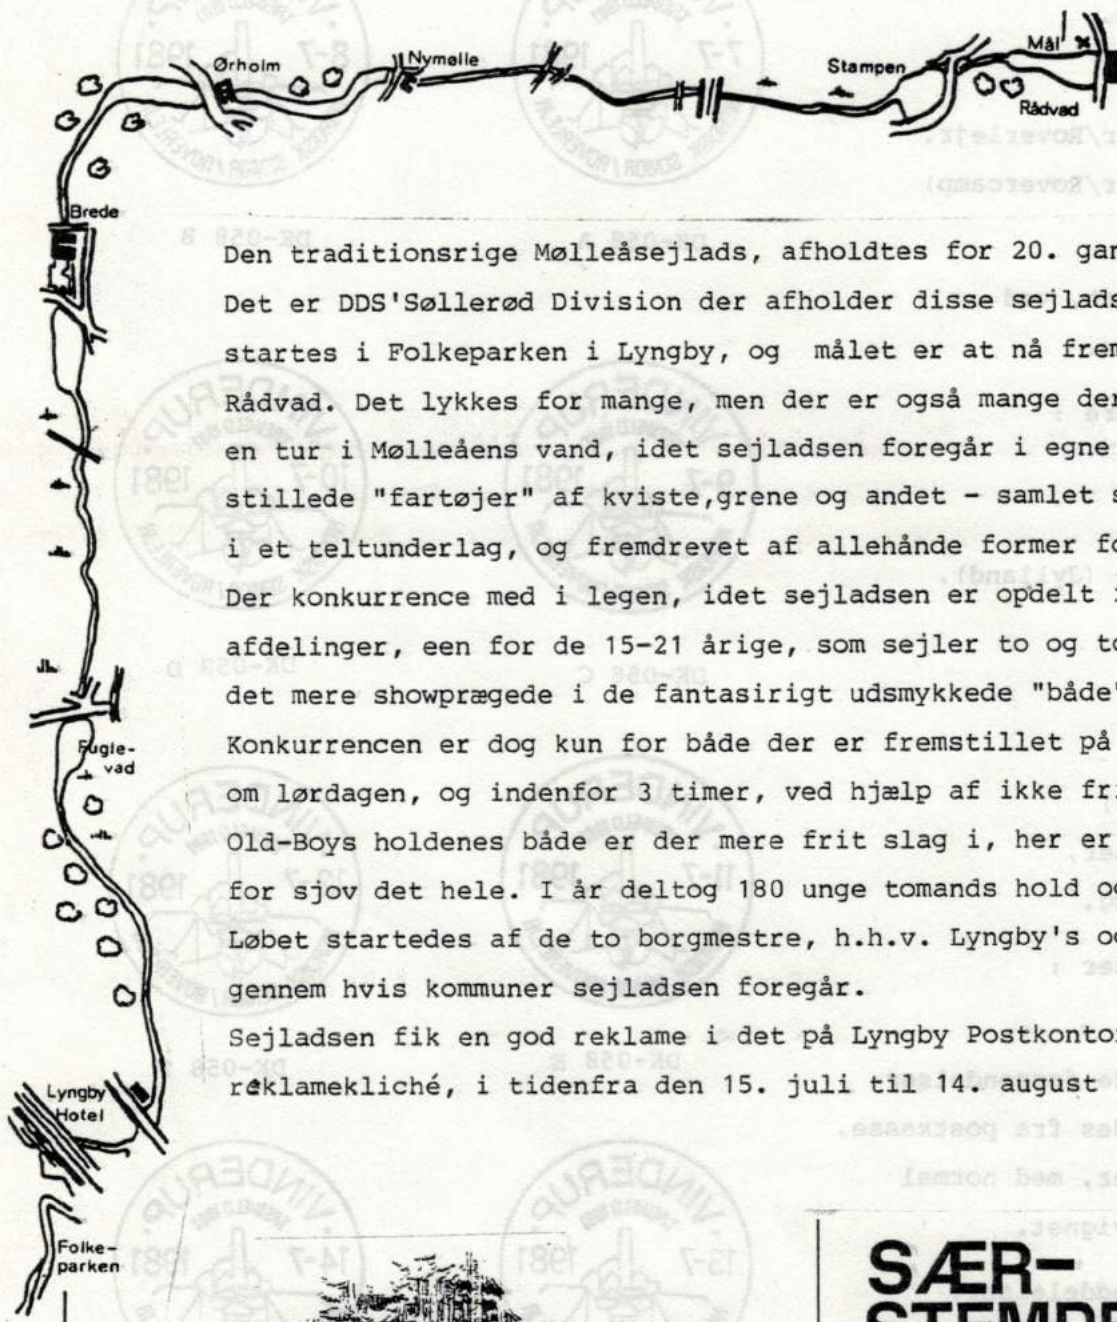 Ørholm
Nymølle
Stampen
Mål
Rådvad
Brede
Den traditionsrige Mølleåsejlads, afholdtes for 20. gan
Det er DDS'Søllerød Division der afholder disse sejlads
startes i Folkeparken i Lyngby, og målet er at nå frem
Rådvad. Det lykkes for mange, men der er også mange der
en tur i Mølleåens vand, idet sejladsen foregår i egne
stillede "fartøjer" af kviste,grene og andet - samlet s
i et teltunderlag, og fremdrevet af allehånde former fo
Der konkurrence med i legen, idet sejladsen er opdelt i
afdelinger, een for de 15-21 årige, som sejler to og to
det mere showprægede i de fantasirigt udsmykkede "både"
Konkurrencen er dog kun for både der er fremstillet på
om lørdagen, og indenfor 3 timer, ved hjælp af ikke fri
Old-Boys holdenes både er der mere frit slag i, her er
for sjov det hele. I år deltog 180 unge tomands hold og
Løbet startedes af de to borgmestre, h.h.v. Lyngby's og
gennem hvis kommuner sejladsen foregår.
Sejladsen fik en god reklame i det på Lyngby Postkontor
reklamekliché, i tidenfra den 15. juli til 14. august
Fugle-
vad
Lyngby
Hotel
Folke-
parken
SÆR-
STEMPE